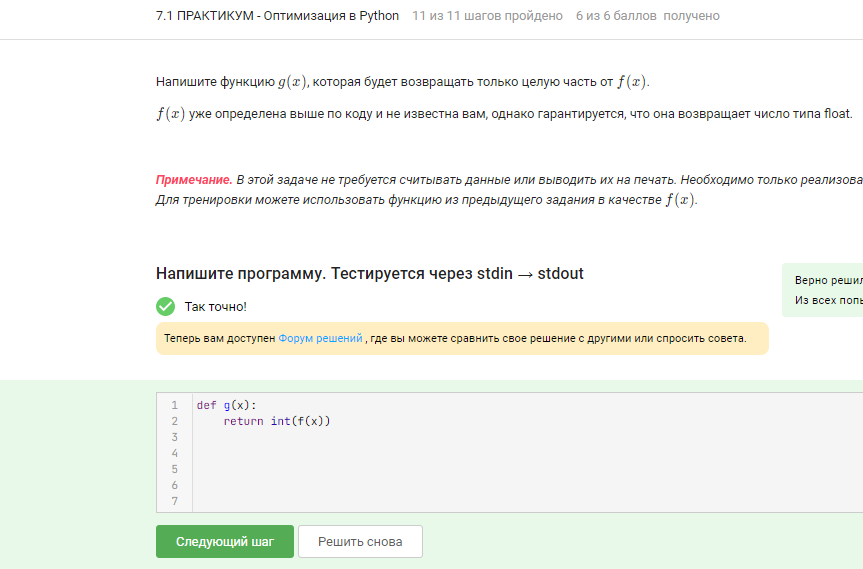 7.1 ПРАКТИКУМ - Оптимизация в Python 11 из 11 шагов пройдено 6 из 6 баллов получено
Напишите функцию g(x), которая будет возвращать только целую часть от f(x).
f(x) уже определена выше по коду и не известна вам, однако гарантируется, что она возвращает число типа float.
Примечание. В этой задаче не требуется считывать данные или выводить их на печать. Необходимо только реализова
Для тренировки можете использовать функцию из предыдущего задания в качестве f(x).
Напишите программу. Тестируется через stdin → stdout
Верно решил
Так точно!
Из всех попы
Теперь вам доступен Форум решений , где вы можете сравнить свое решение с другими или спросить совета.
1 def g(x):
2 return int(f(x))
3
4
5
6
7
Следующий шаг Решить снова